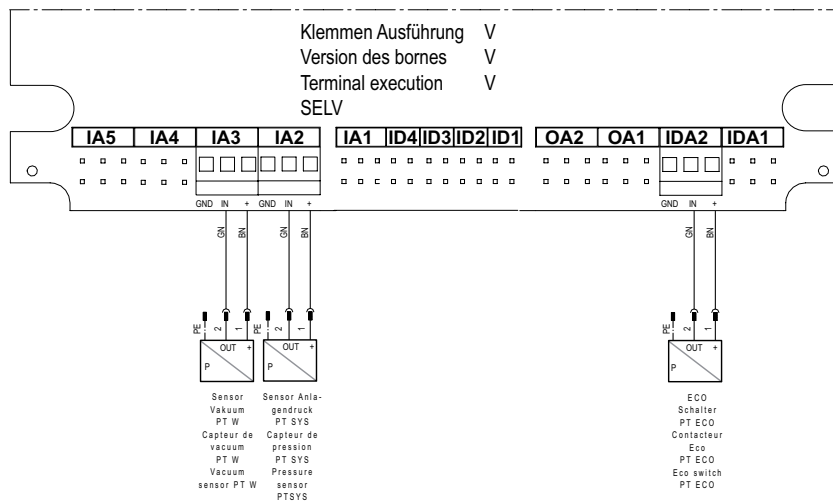 Klemmen Ausführung V
Version des bornes V
Terminal execution V
SELV
IA5 IA4 IA3 IA2 IA1 ID4 ID3 ID2 ID1 OA2 OA1 IDA2 IDA1
GND IN + GND IN + GND IN +
GN BN GN BN GN BN
PE 2 1 PE 2 1 PE 2 1
OUT + OUT + OUT +
P P P
Sensor
Vakuum
PT W
Capteur de
vacuum
PT W
Vacuum
sensor PT W
Sensor Anla-
gendruck
PT SYS
Capteur de
pression
PT SYS
Pressure
sensor
PTSYS
ECO
Schalter
PT ECO
Contacteur
Eco
PT ECO
Eco switch
PT ECO